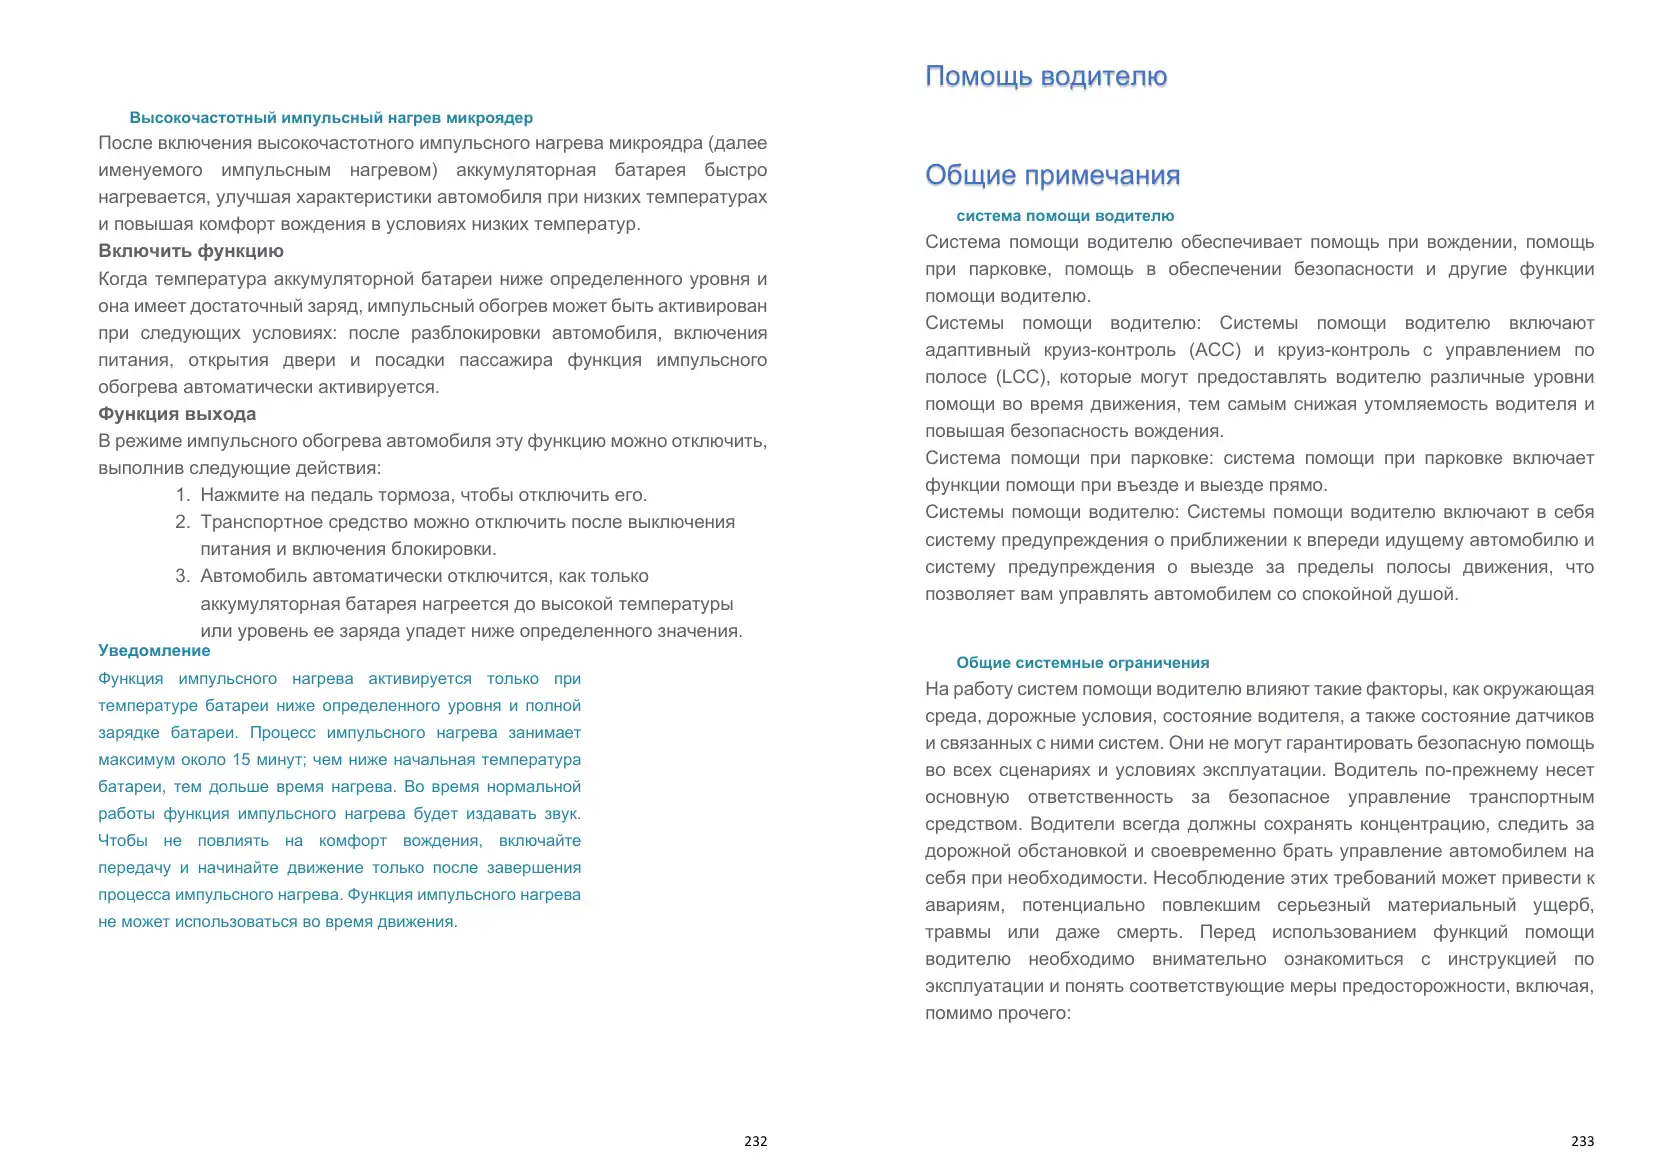 Высокочастотный импульсный нагрев микроядер
После включения высокочастотного импульсного нагрева микроядра (далее
именуемого импульсным нагревом) аккумуляторная батарея быстро
нагревается, улучшая характеристики автомобиля при низких температурах
и повышая комфорт вождения в условиях низких температур.
Включить функцию
Когда температура аккумуляторной батареи ниже определенного уровня и
она имеет достаточный заряд, импульсный обогрев может быть активирован
при следующих условиях: после разблокировки автомобиля, включения
питания, открытия двери и посадки пассажира функция импульсного
обогрева автоматически активируется.
Функция выхода
В режиме импульсного обогрева автомобиля эту функцию можно отключить,
выполнив следующие действия:
1. Нажмите на педаль тормоза, чтобы отключить его.
2. Транспортное средство можно отключить после выключения
питания и включения блокировки.
3. Автомобиль автоматически отключится, как только
аккумуляторная батарея нагреется до высокой температуры
или уровень ее заряда упадет ниже определенного значения.
Уведомление
Функция импульсного нагрева активируется только при
температуре батареи ниже определенного уровня и полной
зарядке батареи. Процесс импульсного нагрева занимает
максимум около 15 минут; чем ниже начальная температура
батареи, тем дольше время нагрева. Во время нормальной
работы функция импульсного нагрева будет издавать звук.
Чтобы не повлиять на комфорт вождения, включайте
передачу и начинайте движение только после завершения
процесса импульсного нагрева. Функция импульсного нагрева
не может использоваться во время движения.
232
Помощь водителю
Общие примечания
система помощи водителю
Система помощи водителю обеспечивает помощь при вождении, помощь
при парковке, помощь в обеспечении безопасности и другие функции
помощи водителю.
Системы помощи водителю: Системы помощи водителю включают
адаптивный круиз-контроль (ACC) и круиз-контроль с управлением по
полосе (LCC), которые могут предоставлять водителю различные уровни
помощи во время движения, тем самым снижая утомляемость водителя и
повышая безопасность вождения.
Система помощи при парковке: система помощи при парковке включает
функции помощи при въезде и выезде прямо.
Системы помощи водителю: Системы помощи водителю включают в себя
систему предупреждения о приближении к впереди идущему автомобилю и
систему предупреждения о выезде за пределы полосы движения, что
позволяет вам управлять автомобилем со спокойной душой.
Общие системные ограничения
На работу систем помощи водителю влияют такие факторы, как окружающая
среда, дорожные условия, состояние водителя, а также состояние датчиков
и связанных с ними систем. Они не могут гарантировать безопасную помощь
во всех сценариях и условиях эксплуатации. Водитель по-прежнему несет
основную ответственность за безопасное управление транспортным
средством. Водители всегда должны сохранять концентрацию, следить за
дорожной обстановкой и своевременно брать управление автомобилем на
себя при необходимости. Несоблюдение этих требований может привести к
авариям, потенциально повлекшим серьезный материальный ущерб,
травмы или даже смерть. Перед использованием функций помощи
водителю необходимо внимательно ознакомиться с инструкцией по
эксплуатации и понять соответствующие меры предосторожности, включая,
помимо прочего:
233